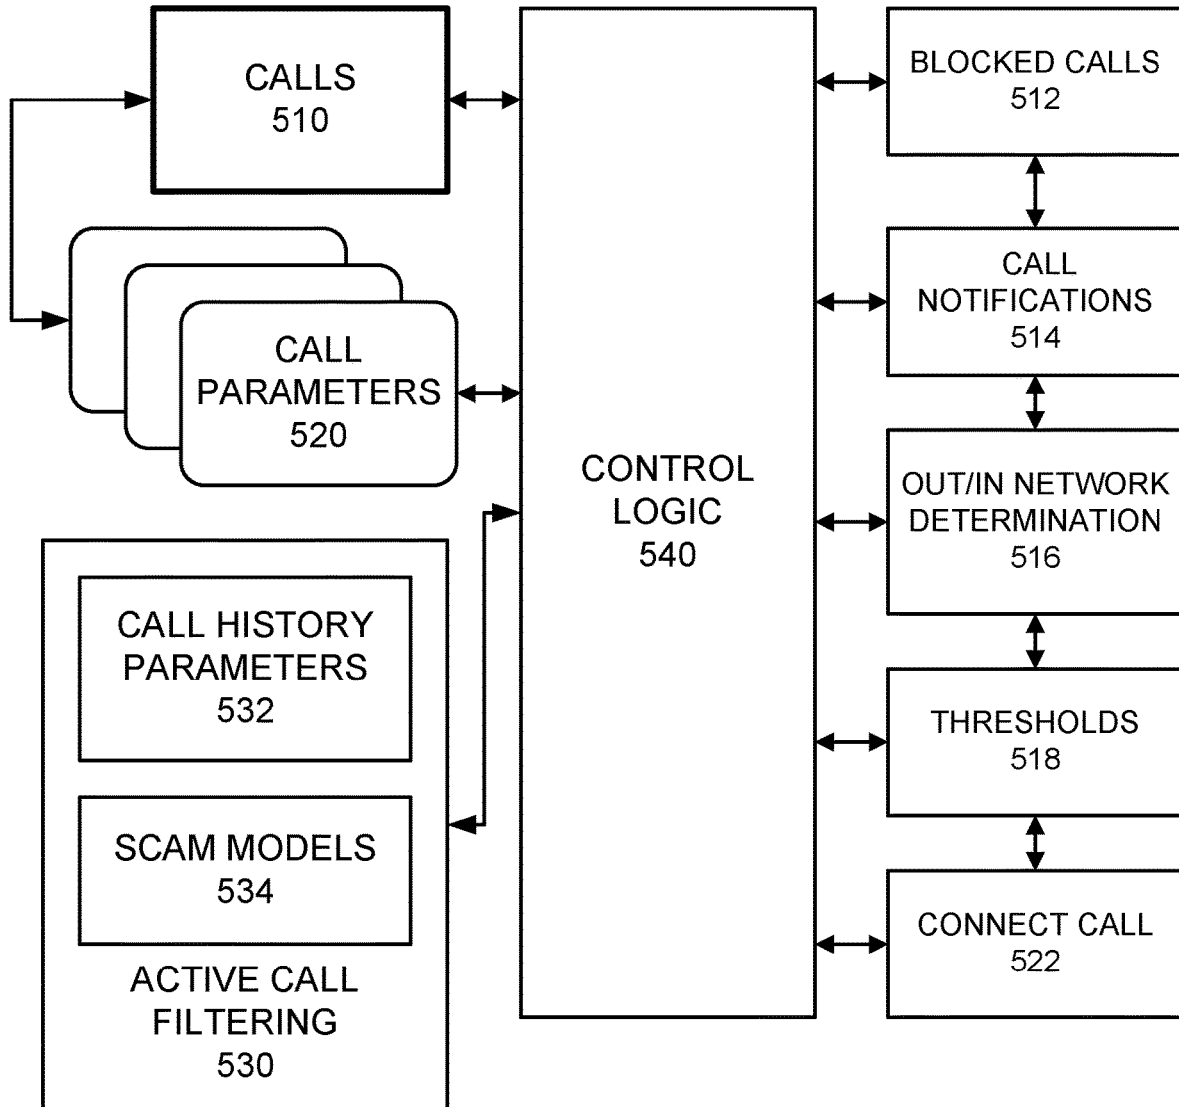 CALLS
510
CALL
PARAMETERS
520
CALL HISTORY
PARAMETERS
532
SCAM MODELS
534
ACTIVE CALL
FILTERING
530
CONTROL
LOGIC
540
BLOCKED CALLS
512
CALL
NOTIFICATIONS
514
OUT/IN NETWORK
DETERMINATION
516
THRESHOLDS
518
CONNECT CALL
522